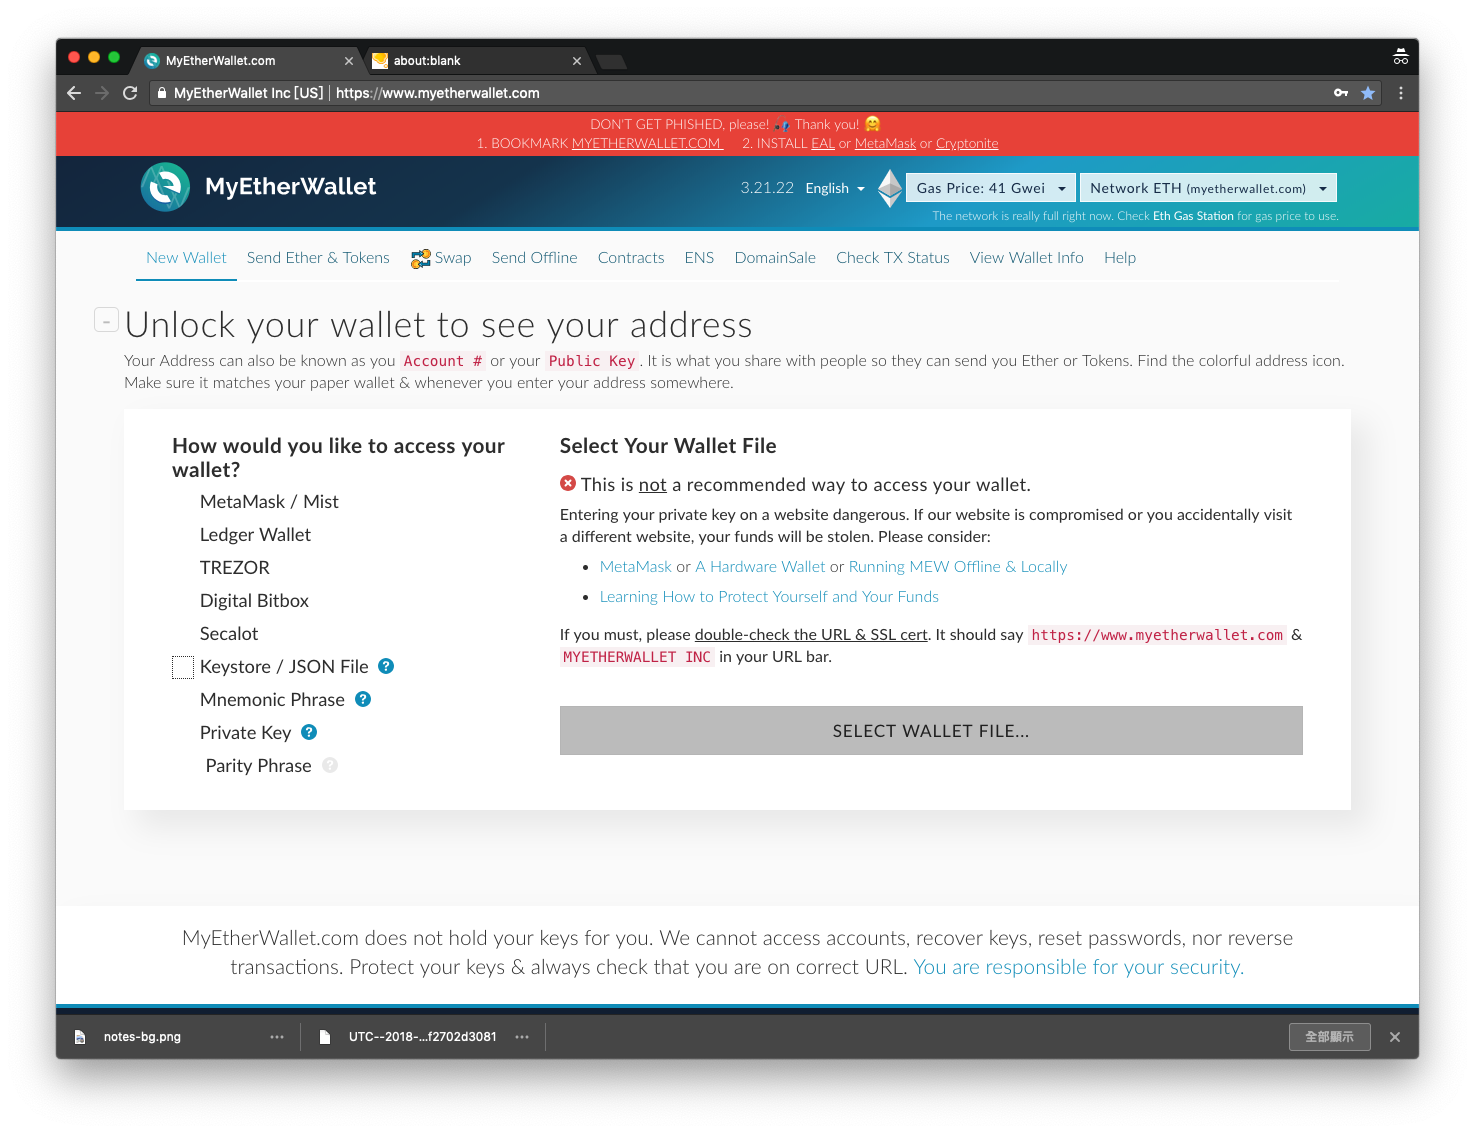 MyEtherWallet.com
about:blank
MyEtherWallet Inc [US] | https://www.myetherwallet.com
DON'T GET PHISHED, please! 🎣 Thank you! 🤗
1. BOOKMARK MYETHERWALLET.COM 2. INSTALL EAL or MetaMask or Cryptonite
MyEtherWallet
3.21.22 English
Gas Price: 41 Gwei
Network ETH (myetherwallet.com)
The network is really full right now. Check Eth Gas Station for gas price to use.
New Wallet Send Ether & Tokens Swap Send Offline Contracts ENS DomainSale Check TX Status View Wallet Info Help
- Unlock your wallet to see your address
Your Address can also be known as you Account # or your Public Key. It is what you share with people so they can send you Ether or Tokens. Find the colorful address icon.
Make sure it matches your paper wallet & whenever you enter your address somewhere.
How would you like to access your
wallet?
MetaMask / Mist
Ledger Wallet
TREZOR
Digital Bitbox
Secalot
Keystore / JSON File ?
Mnemonic Phrase ?
Private Key ?
Parity Phrase ?
Select Your Wallet File
This is not a recommended way to access your wallet.
Entering your private key on a website dangerous. If our website is compromised or you accidentally visit
a different website, your funds will be stolen. Please consider:
• MetaMask or A Hardware Wallet or Running MEW Offline & Locally
• Learning How to Protect Yourself and Your Funds
If you must, please double-check the URL & SSL cert. It should say https://www.myetherwallet.com &
MYETHERWALLET INC in your URL bar.
SELECT WALLET FILE...
MyEtherWallet.com does not hold your keys for you. We cannot access accounts, recover keys, reset passwords, nor reverse
transactions. Protect your keys & always check that you are on correct URL. You are responsible for your security.
notes-bg.png
UTC--2018-...f2702d3081
全部顯示